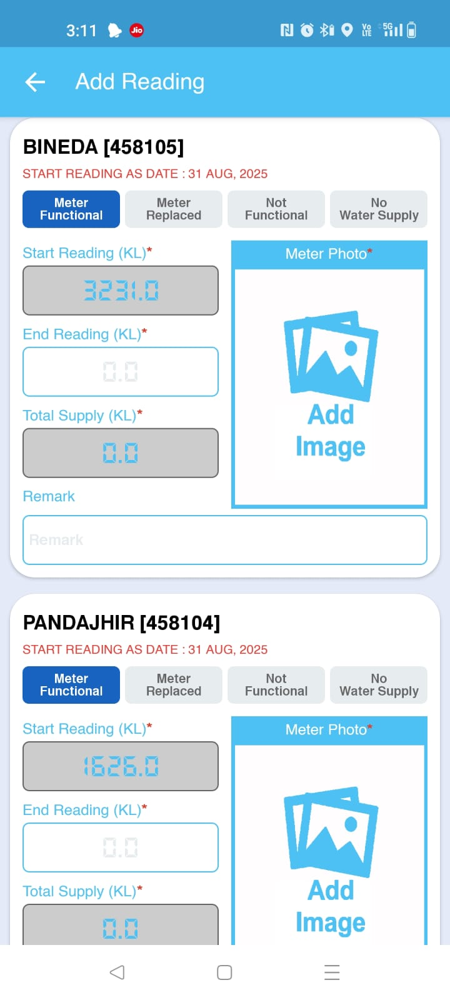 3:11 Jio Vo LTE 5G
Add Reading
BINEDA [458105]
START READING AS DATE : 31 AUG, 2025
Meter Functional
Meter Replaced
Not Functional
No Water Supply
Start Reading (KL)*
3231.0
End Reading (KL)*
0.0
Total Supply (KL)*
0.0
Meter Photo*
Add
Image
Remark
Remark
PANDAJHIR [458104]
START READING AS DATE : 31 AUG, 2025
Meter Functional
Meter Replaced
Not Functional
No Water Supply
Start Reading (KL)*
1626.0
End Reading (KL)*
0.0
Total Supply (KL)*
0.0
Meter Photo*
Add
Image